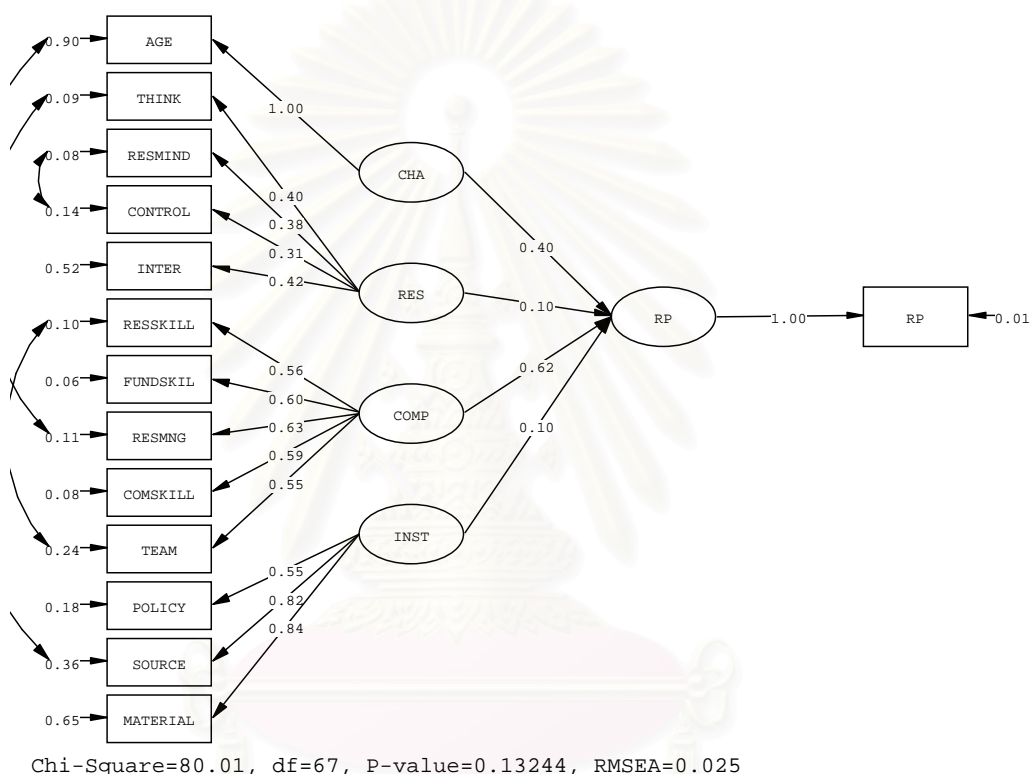 0.90 AGE
0.09 THINK
1.00
0.08 RESMIND
CHA
0.40
0.14 CONTROL
0.38
0.40
0.31
0.52 INTER
0.42
RES
0.10
0.10 RESSKILL
RP 1.00 RP 0.01
0.56
0.62
0.06 FUNDSKIL
0.60
COMP
0.63
0.10
0.11 RESMNG
0.59
0.55
0.08 COMSKILL
INST
0.24 TEAM
0.55
0.82
0.18 POLICY
0.84
0.36 SOURCE
0.65 MATERIAL
Chi-Square=80.01, df=67, P-value=0.13244, RMSEA=0.025